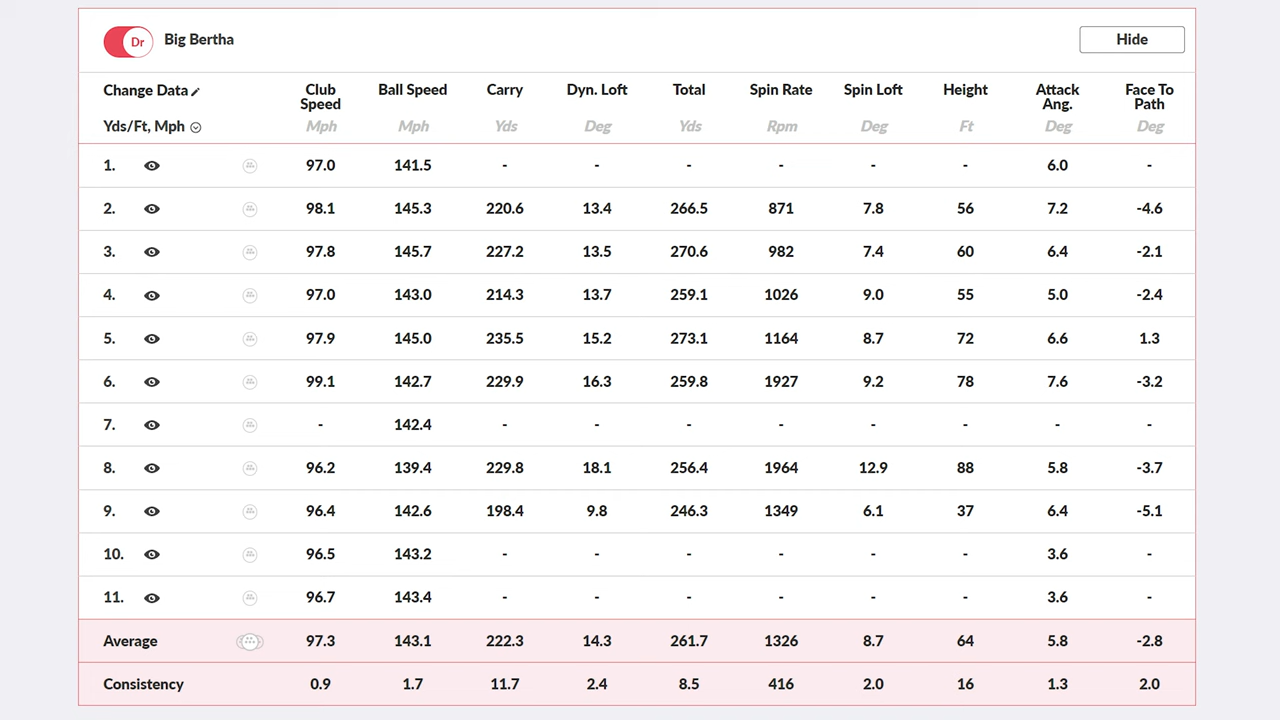 Dr Big Bertha Hide
Change Data Club Speed Ball Speed Carry Dyn. Loft Total Spin Rate Spin Loft Height Attack Ang. Face To Path
Yds/Ft, Mph Mph Mph Yds Deg Yds Rpm Deg Ft Deg Deg
1. 97.0 141.5 - - - - - - 6.0 -
2. 98.1 145.3 220.6 13.4 266.5 871 7.8 56 7.2 -4.6
3. 97.8 145.7 227.2 13.5 270.6 982 7.4 60 6.4 -2.1
4. 97.0 143.0 214.3 13.7 259.1 1026 9.0 55 5.0 -2.4
5. 97.9 145.0 235.5 15.2 273.1 1164 8.7 72 6.6 1.3
6. 99.1 142.7 229.9 16.3 259.8 1927 9.2 78 7.6 -3.2
7. - 142.4 - - - - - - - -
8. 96.2 139.4 229.8 18.1 256.4 1964 12.9 88 5.8 -3.7
9. 96.4 142.6 198.4 9.8 246.3 1349 6.1 37 6.4 -5.1
10. 96.5 143.2 - - - - - - 3.6 -
11. 96.7 143.4 - - - - - - 3.6 -
Average 97.3 143.1 222.3 14.3 261.7 1326 8.7 64 5.8 -2.8
Consistency 0.9 1.7 11.7 2.4 8.5 416 2.0 16 1.3 2.0